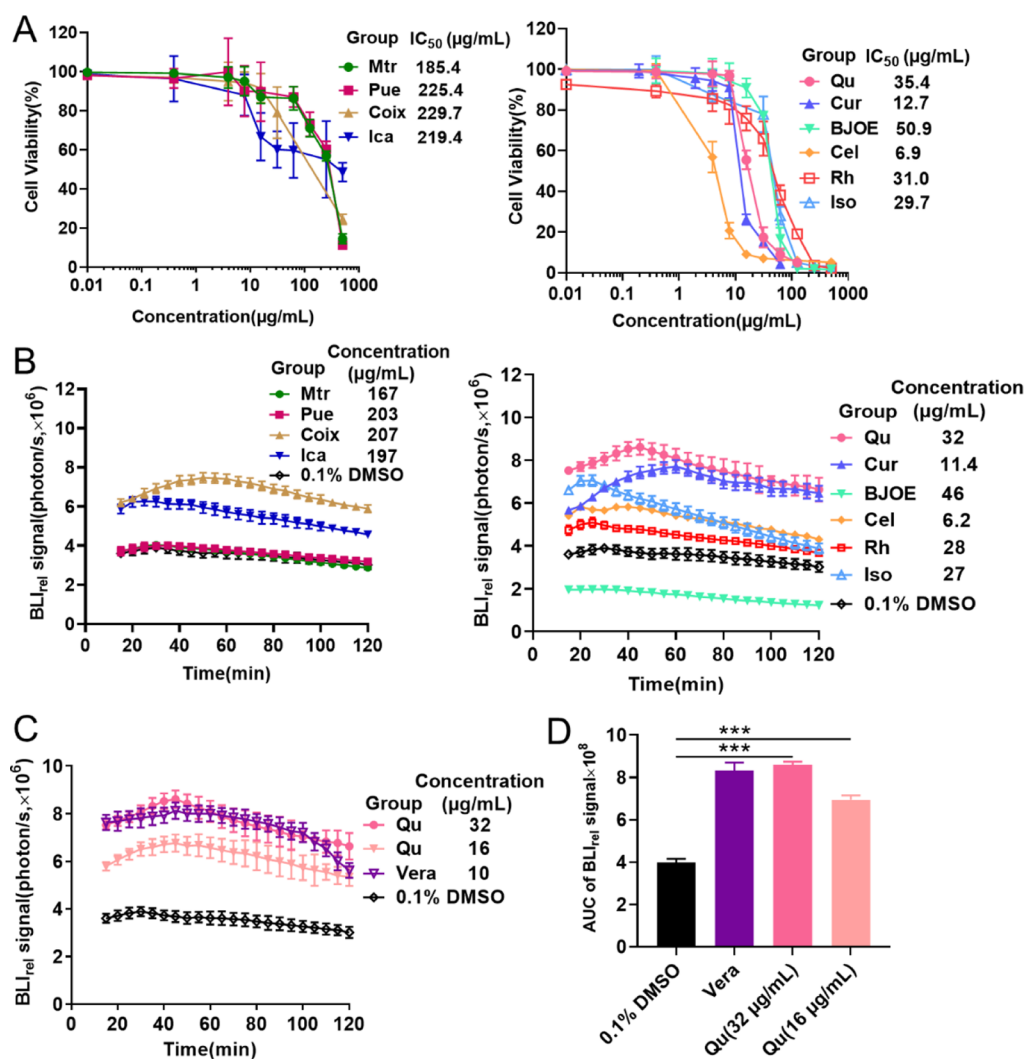 A
Group IC50 (µg/mL)
Mtr 185.4
Pue 225.4
Coix 229.7
Ica 219.4
Cell Viability(%)
120
100
80
60
40
20
0
0.01 0.1 1 10 100 1000
Concentration(µg/mL)
Group IC50 (µg/mL)
Qu 35.4
Cur 12.7
BJOE 50.9
Cel 6.9
Rh 31.0
Iso 29.7
Cell Viability(%)
120
100
80
60
40
20
0
0.01 0.1 1 10 100 1000
Concentration(µg/mL)
B
Concentration
Group (µg/mL)
Mtr 167
Pue 203
Coix 207
Ica 197
0.1% DMSO
BLIrel signal(photon/s,×10^6)
12
10
8
6
4
2
0
0 20 40 60 80 100 120
Time(min)
Concentration
Group (µg/mL)
Qu 32
Cur 11.4
BJOE 46
Cel 6.2
Rh 28
Iso 27
0.1% DMSO
BLIrel signal(photon/s,×10^6)
12
10
8
6
4
2
0
0 20 40 60 80 100 120
Time(min)
C
Concentration
Group (µg/mL)
Qu 32
Qu 16
Vera 10
0.1% DMSO
BLIrel signal(photon/s,×10^6)
10
8
6
4
2
0
20 40 60 80 100 120
Time(min)
D
***
***
AUC of BLIrel signal×10^8
10
8
6
4
2
0
0.1% DMSO
Vera
Qu(32 µg/mL)
Qu(16 µg/mL)